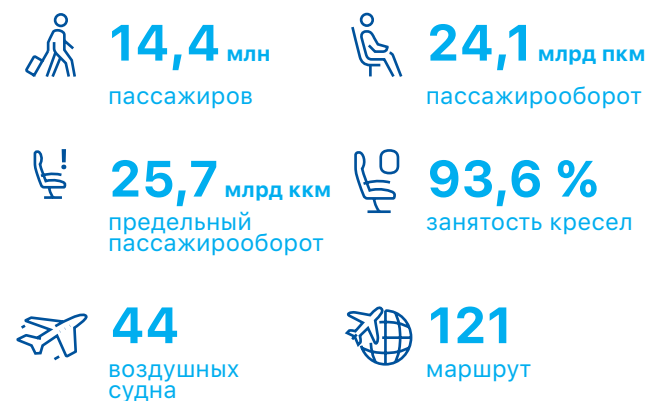 14,4 млн
пассажиров
24,1 млрд пкм
пассажирооборот
25,7 млрд ккм
предельный
пассажирооборот
93,6 %
занятость кресел
44
воздушных
судна
121
маршрут